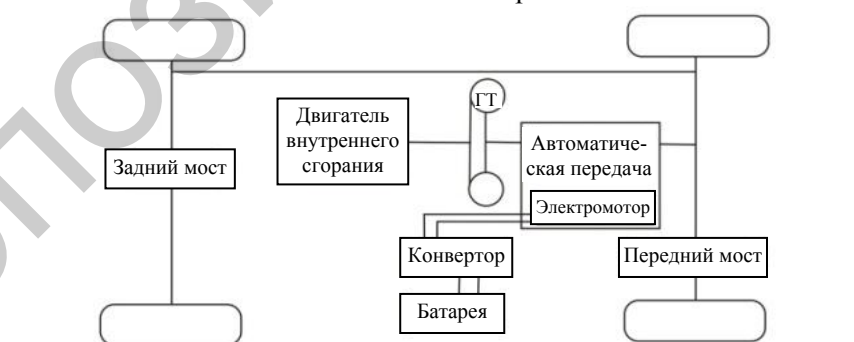 ГТ
Двигатель
внутреннего
сгорания
Автоматиче-
ская передача
Задний мост
Электромотор
Конвертор
Передний мост
Батарея